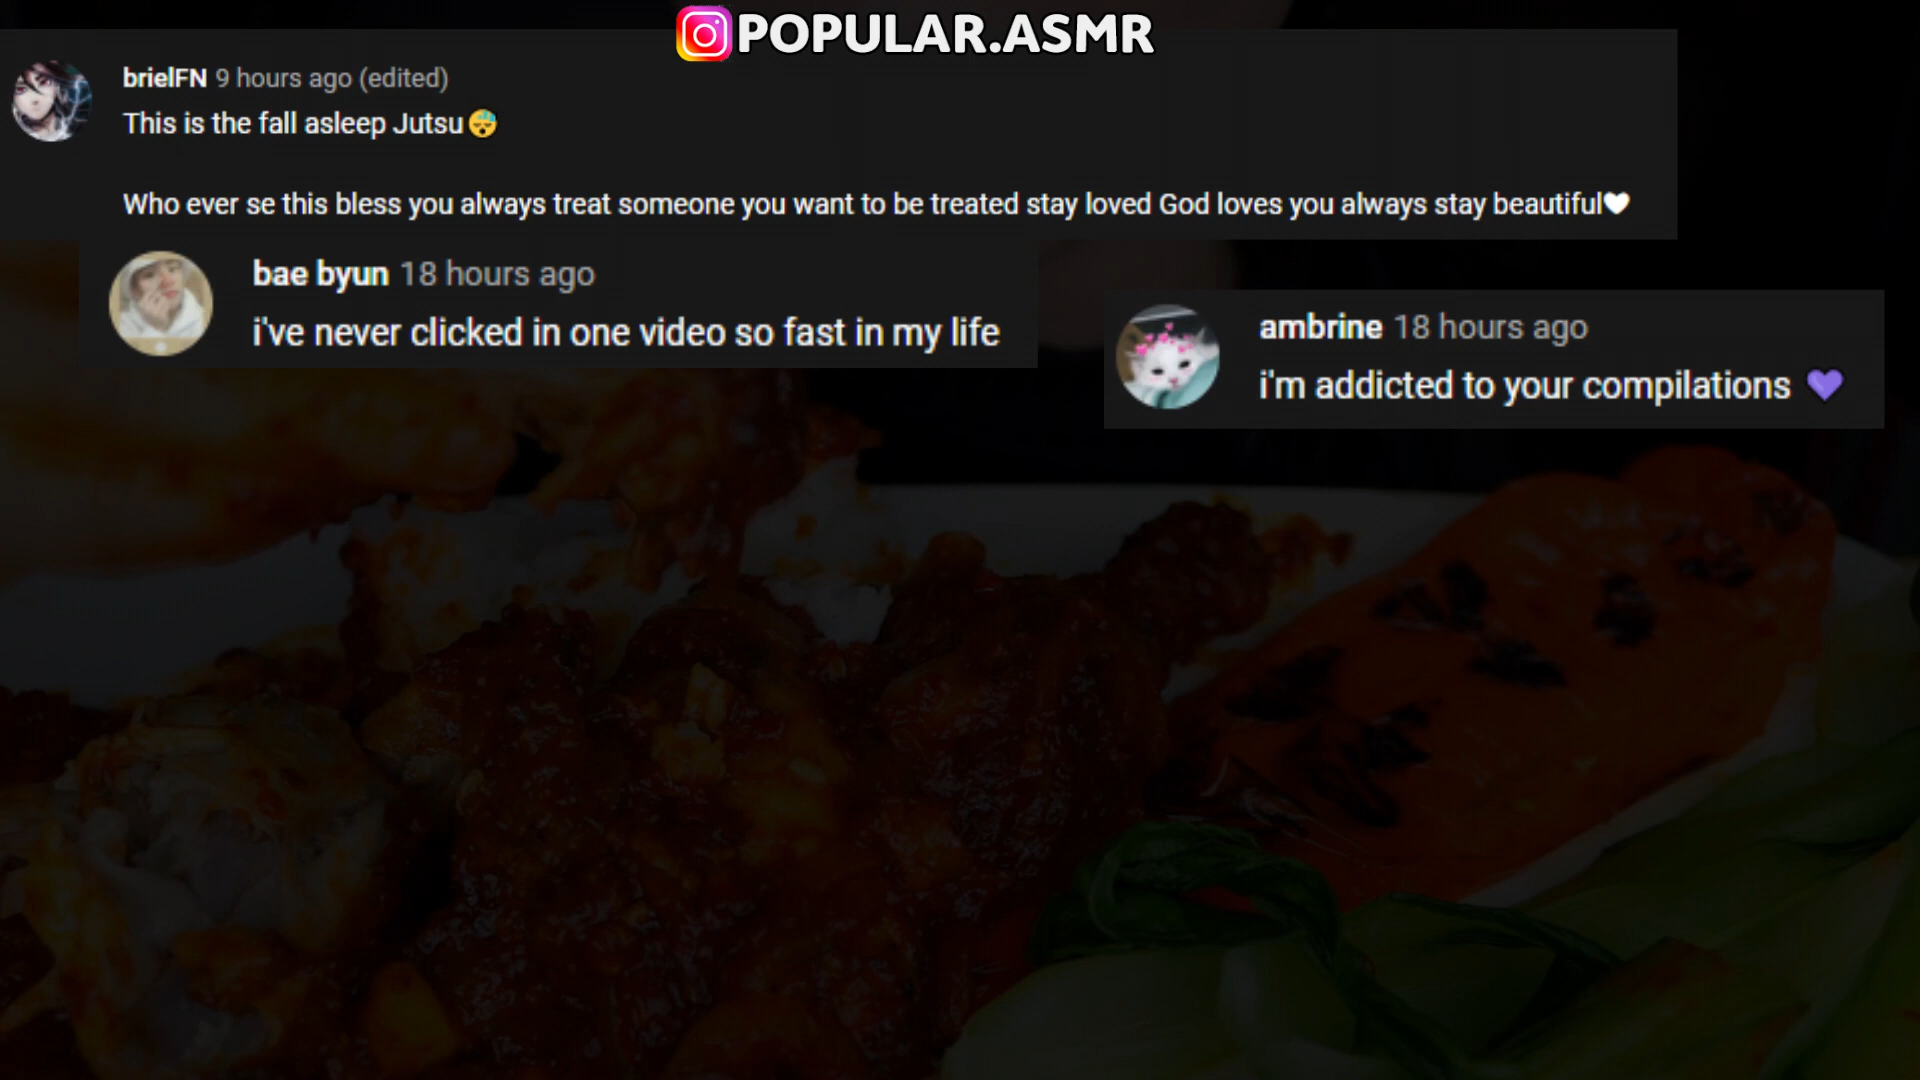 POPULAR.ASMR
brielFN 9 hours ago (edited)
This is the fall asleep Jutsu😴
Who ever se this bless you always treat someone you want to be treated stay loved God loves you always stay beautiful🤍
bae byun 18 hours ago
i've never clicked in one video so fast in my life
ambrine 18 hours ago
i'm addicted to your compilations 💜